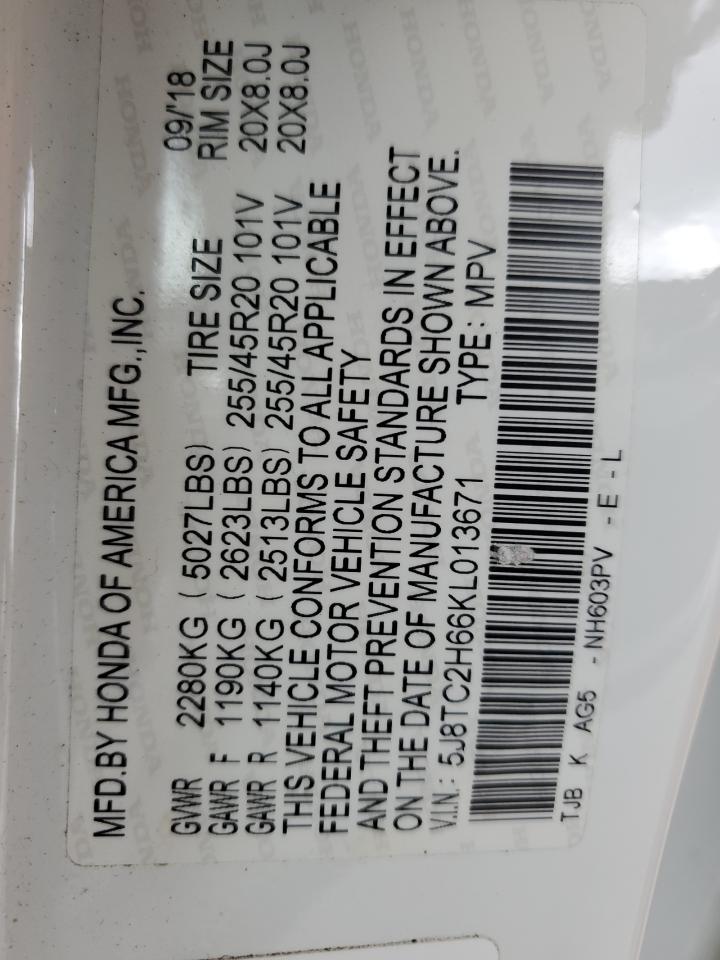 MFD.BY HONDA OF AMERICA MFG.,INC. 09/'18
GVWR 2280KG ( 5027LBS) TIRE SIZE RIM SIZE
GAWR F 1190KG ( 2623LBS) 255/45R20 101V 20X8.0J
GAWR R 1140KG ( 2513LBS) 255/45R20 101V 20X8.0J
THIS VEHICLE CONFORMS TO ALL APPLICABLE
FEDERAL MOTOR VEHICLE SAFETY
AND THEFT PREVENTION STANDARDS IN EFFECT
ON THE DATE OF MANUFACTURE SHOWN ABOVE.
V.I.N.: 5J8TC2H66KL013671 TYPE: MPV
TJB K AG5 -NH603PV -E-L